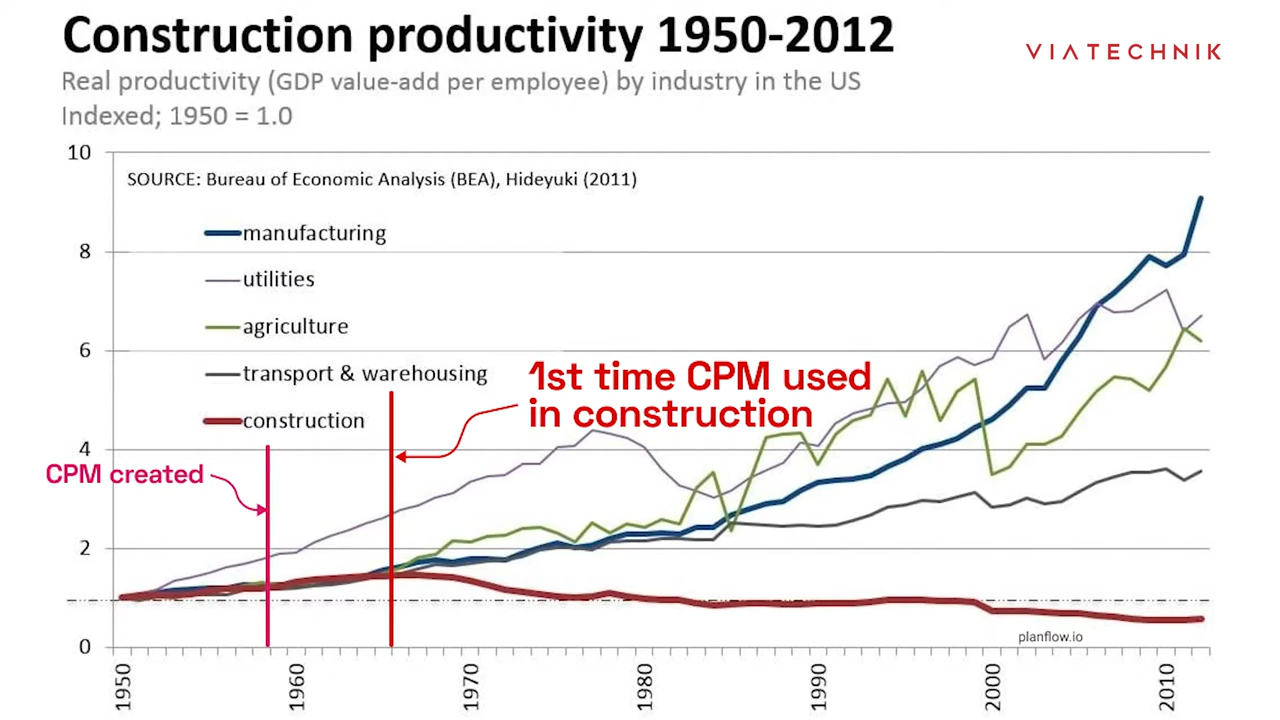 Construction productivity 1950-2012
VIATECHNIK
Real productivity (GDP value-add per employee) by industry in the US
Indexed; 1950 = 1.0
10
SOURCE: Bureau of Economic Analysis (BEA), Hideyuki (2011)
manufacturing
8
utilities
agriculture
6
transport & warehousing
1st time CPM used
in construction
construction
4
CPM created
2
planflow.io
0
1950
1960
1970
1980
1990
2000
2010